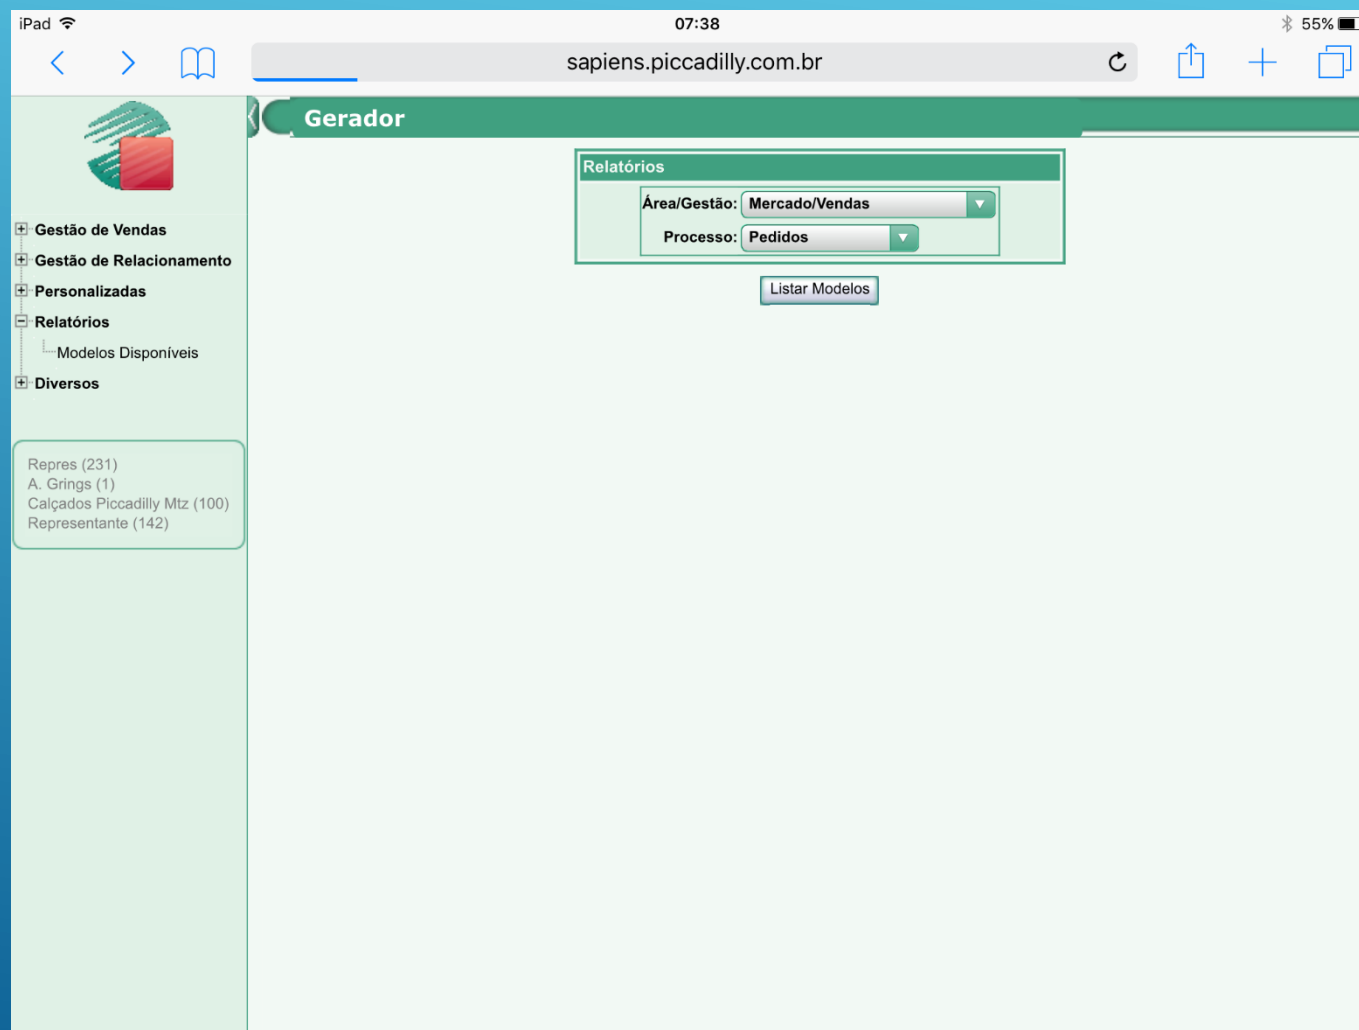 iPad
07:38
55%
sapiens.piccadilly.com.br
Gerador
Relatórios
Área/Gestão: Mercado/Vendas
Processo: Pedidos
Listar Modelos
Gestão de Vendas
Gestão de Relacionamento
Personalizadas
Relatórios
Modelos Disponíveis
Diversos
Repres (231)
A. Grings (1)
Calçados Piccadilly Mtz (100)
Representante (142)